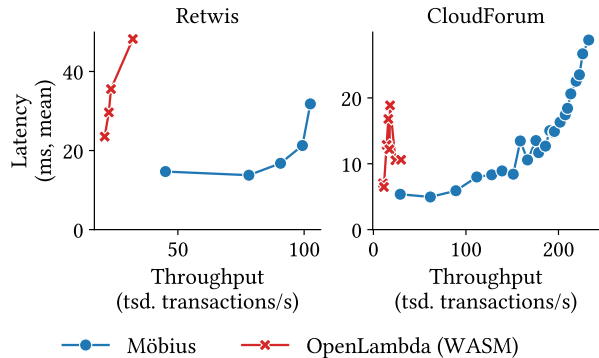 Retwis
CloudForum
Latency
(ms, mean)
40
20
0
50
100
Throughput
(tsd. transactions/s)
20
10
0
0
100
200
Throughput
(tsd. transactions/s)
Möbius
OpenLambda (WASM)